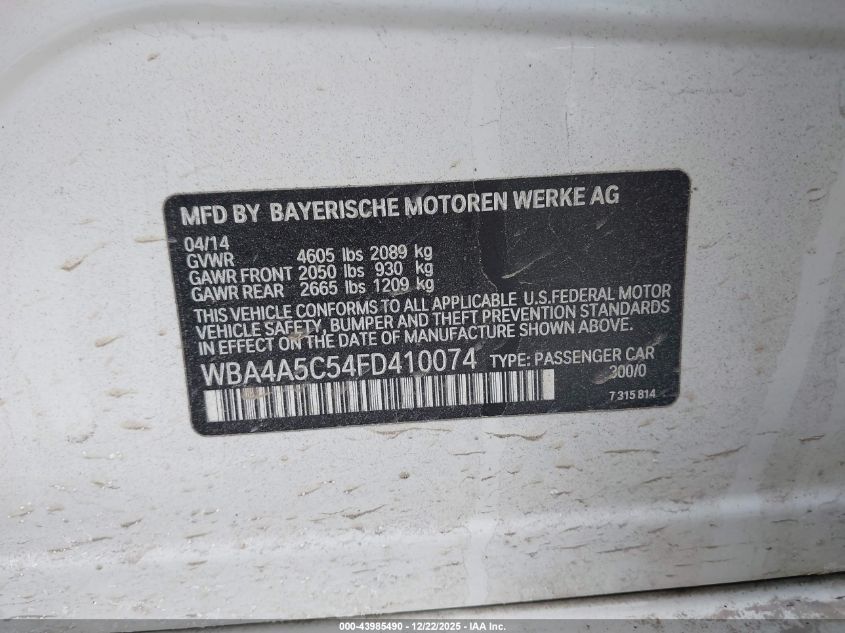 MFD BY BAYERISCHE MOTOREN WERKE AG
04/14
GVWR 4605 lbs 2089 kg
GAWR FRONT 2050 lbs 930 kg
GAWR REAR 2665 lbs 1209 kg
THIS VEHICLE CONFORMS TO ALL APPLICABLE U.S.FEDERAL MOTOR
VEHICLE SAFETY, BUMPER AND THEFT PREVENTION STANDARDS
IN EFFECT ON THE DATE OF MANUFACTURE SHOWN ABOVE.
WBA4A5C54FD410074 TYPE: PASSENGER CAR
300/0
7 315 814
000-43985490 - 12/22/2025 - IAA Inc.